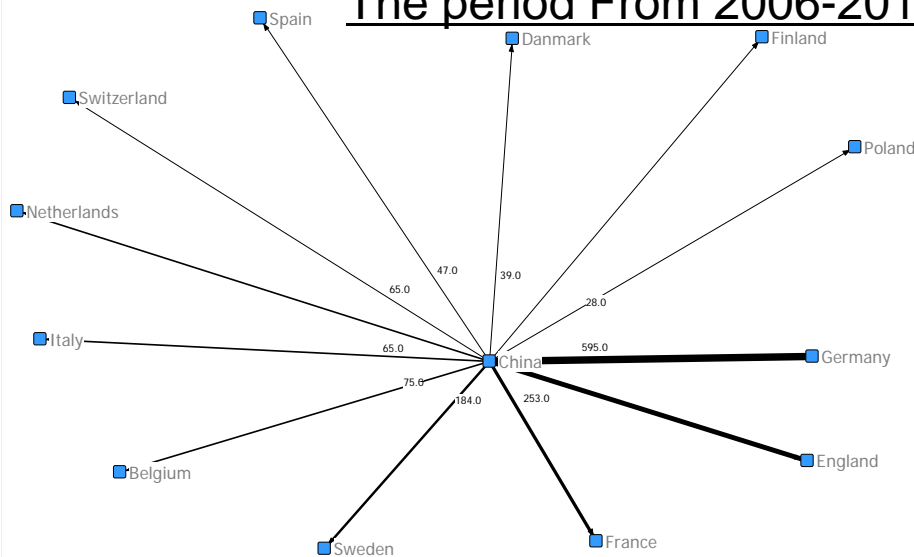 The period From 2006-201
Spain
Danmark
Finland
Switzerland
Poland
Netherlands
47.0
39.0
65.0
28.0
Italy
65.0
595.0
China
Germany
75.0
184.0
253.0
England
Belgium
France
Sweden